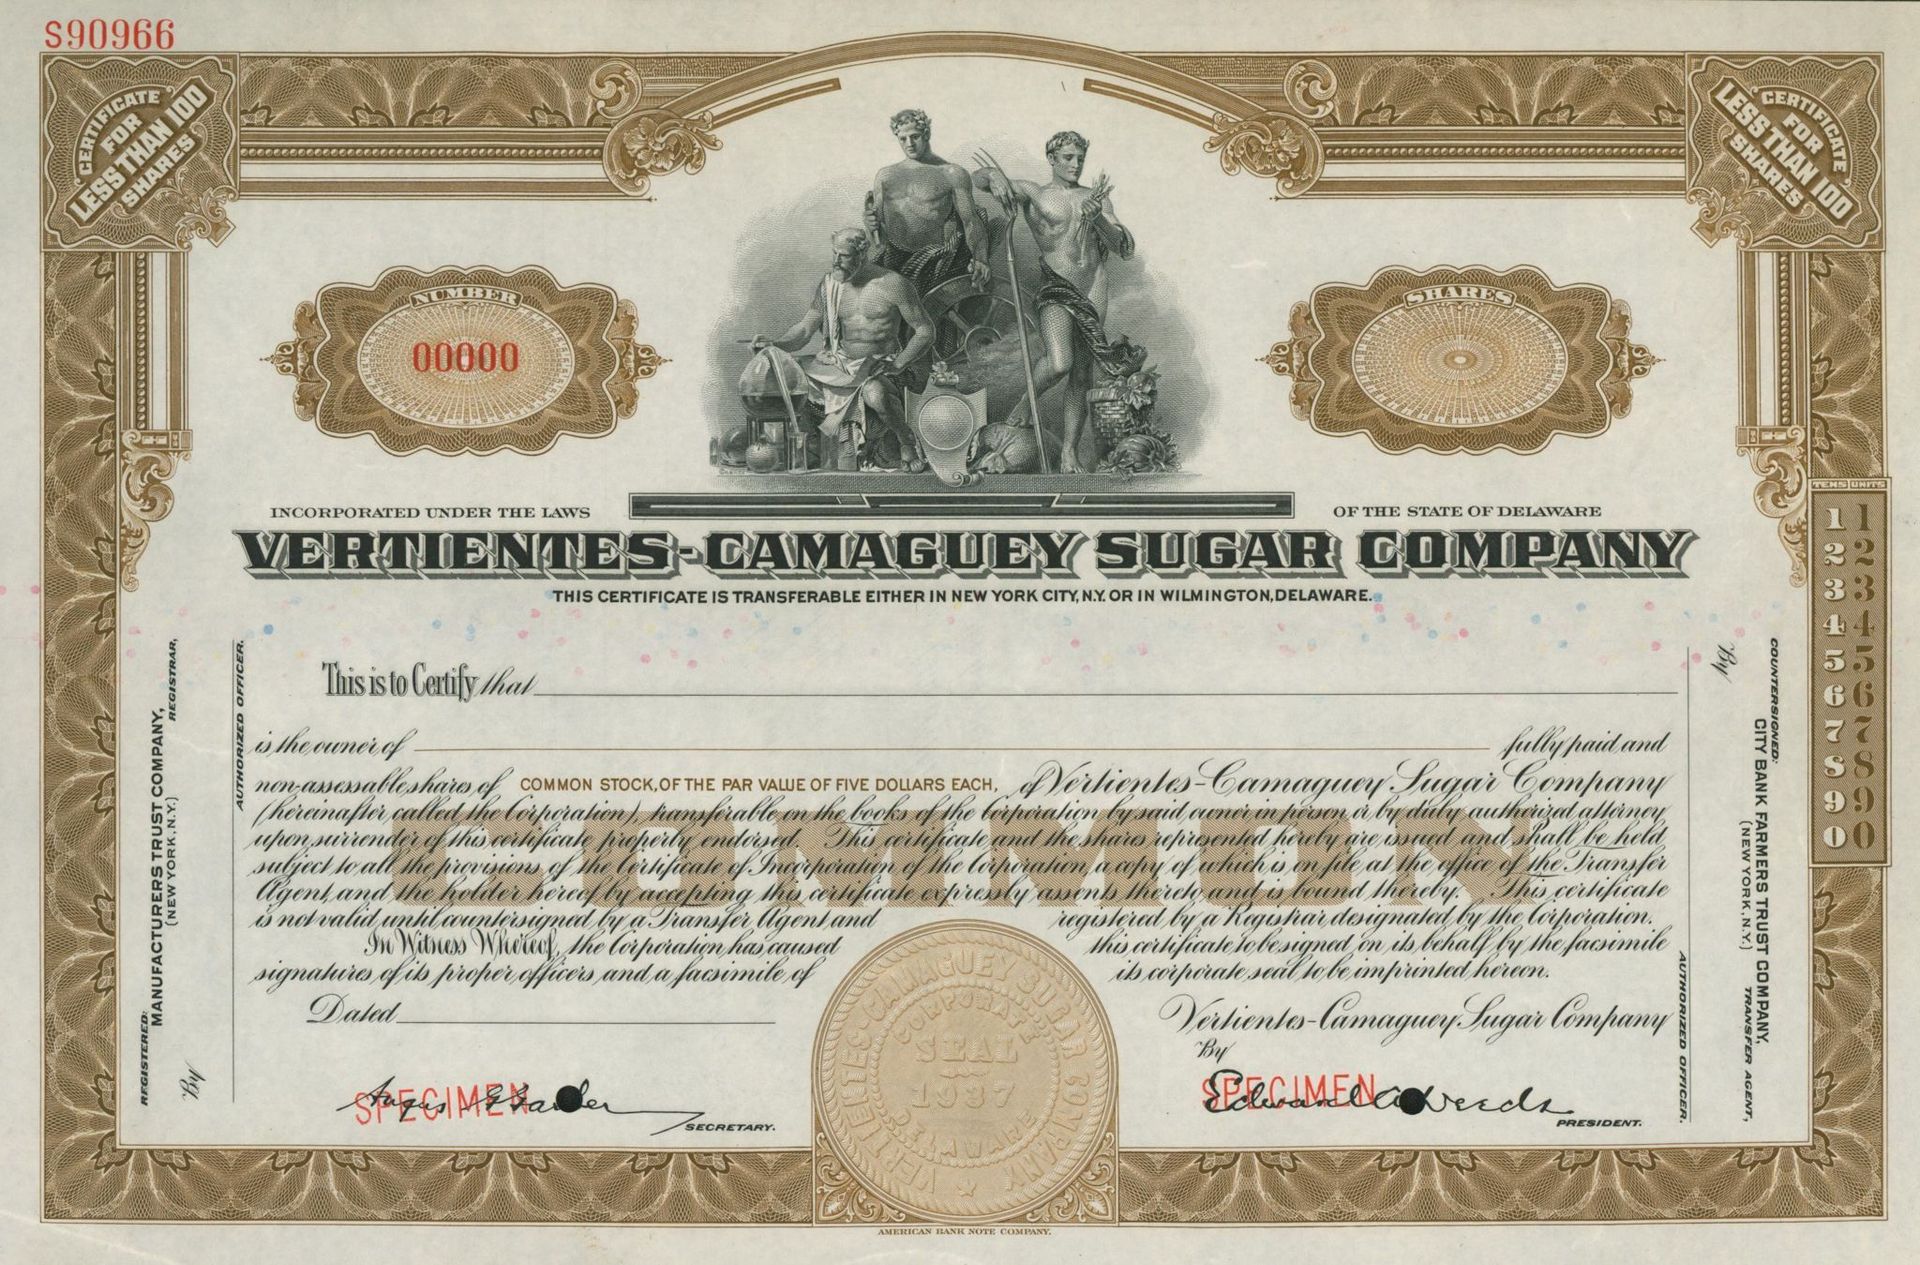 S90966
CERTIFICATE
FOR
LESS THAN 100
SHARES
CERTIFICATE
FOR
LESS THAN 100
SHARES
NUMBER
00000
SHARES
INCORPORATED UNDER THE LAWS
OF THE STATE OF DELAWARE
VERTIENTES-CAMAGUEY SUGAR COMPANY
THIS CERTIFICATE IS TRANSFERABLE EITHER IN NEW YORK CITY, N.Y. OR IN WILMINGTON, DELAWARE.
This is to Certify that
is the owner of
fully paid and
non-assessable shares of COMMON STOCK, OF THE PAR VALUE OF FIVE DOLLARS EACH, of Vertientes-Camaguey Sugar Company
(hereinafter called the Corporation), transferable on the books of the Corporation by said owner in person or by duly authorized attorney
upon surrender of this certificate properly endorsed. This certificate and the shares represented hereby are issued and shall be held
subject to all the provisions of the Certificate of Incorporation of the Corporation, a copy of which is on file at the office of the Transfer
Agent, and the holder hereof by accepting this certificate expressly assents thereto and is bound thereby. This certificate
is not valid until countersigned by a Transfer Agent and registered by a Registrar designated by the Corporation.
In Witness Whereof, the Corporation has caused this certificate to be signed on its behalf by the facsimile
signatures of its proper officers and a facsimile of its corporate seal to be imprinted hereon.
Dated
Vertientes-Camaguey Sugar Company
By
SPECIMEN
SECRETARY.
SPECIMEN
PRESIDENT.
VERTIENTES-CAMAGUEY SUGAR COMPANY
CORPORATE
SEAL
1937
DELAWARE
AMERICAN BANK NOTE COMPANY.
REGISTERED:
MANUFACTURERS TRUST COMPANY,
(NEW YORK, N.Y.)
REGISTRAR,
By
AUTHORIZED OFFICER.
COUNTERSIGNED:
CITY BANK FARMERS TRUST COMPANY,
(NEW YORK, N.Y.)
TRANSFER AGENT,
By
AUTHORIZED OFFICER.
TENS UNITS
1 1
2 2
3 3
4 4
5 5
6 6
7 7
8 8
9 9
0 0